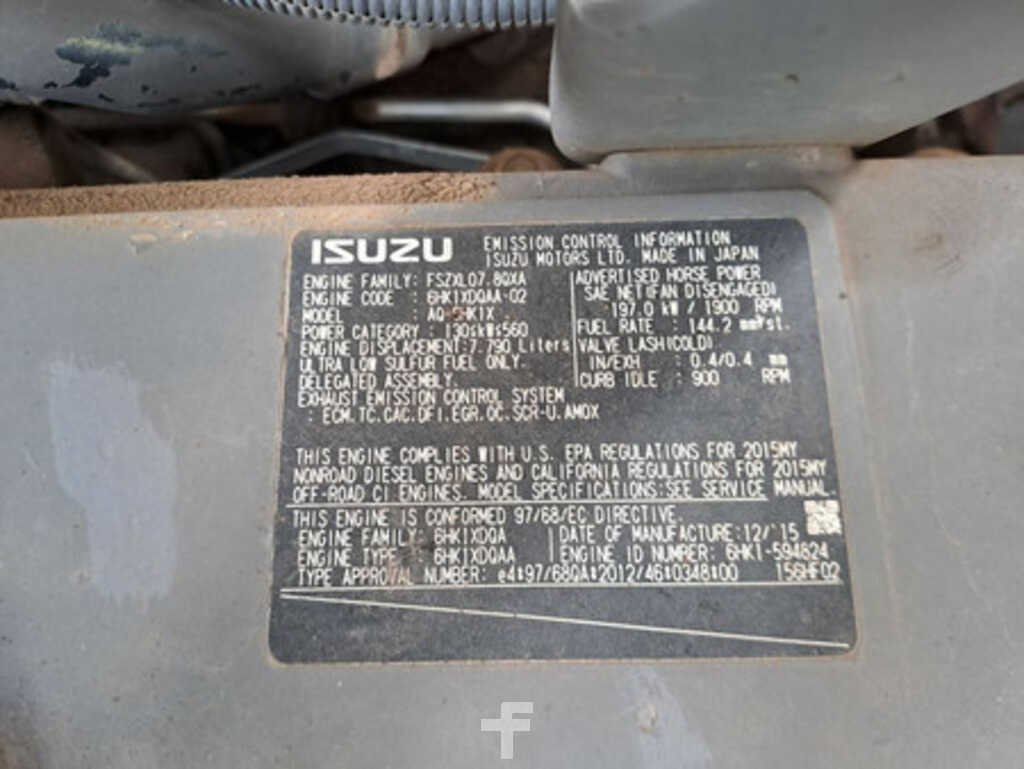 ISUZU
EMISSION CONTROL INFORMATION
ISUZU MOTORS LTD. MADE IN JAPAN
ENGINE FAMILY: FSZXL07.8QXA
ENGINE CODE : 6HK1XDQAA-02
MODEL : AQ-6HK1X
POWER CATEGORY : 130≤kW≤560
ENGINE DISPLACEMENT:7.790 Liters
ULTRA LOW SULFUR FUEL ONLY.
DELEGATED ASSEMBLY.
EXHAUST EMISSION CONTROL SYSTEM
: ECM.TC.CAC.DFI.EGR.OC.SCR-U.AMOX
ADVERTISED HORSE POWER
SAE NET(FAN DISENGAGED)
197.0 kW / 1900 RPM
FUEL RATE : 144.2 mm³st.
VALVE LASH(COLD)
IN/EXH : 0.4/0.4 mm
CURB IDLE : 900 RPM
THIS ENGINE COMPLIES WITH U.S. EPA REGULATIONS FOR 2015MY
NONROAD DIESEL ENGINES AND CALIFORNIA REGULATIONS FOR 2015MY
OFF-ROAD CI ENGINES. MODEL SPECIFICATIONS:SEE SERVICE MANUAL
THIS ENGINE IS CONFORMED 97/68/EC DIRECTIVE.
ENGINE FAMILY : 6HK1XDQA
DATE OF MANUFACTURE:12/'15
ENGINE TYPE : 6HK1XDQAA
ENGINE ID NUMBER: 6HK1-594824
TYPE APPROVAL NUMBER: e4*97/68QA*2012/46*0348*00
156HF02